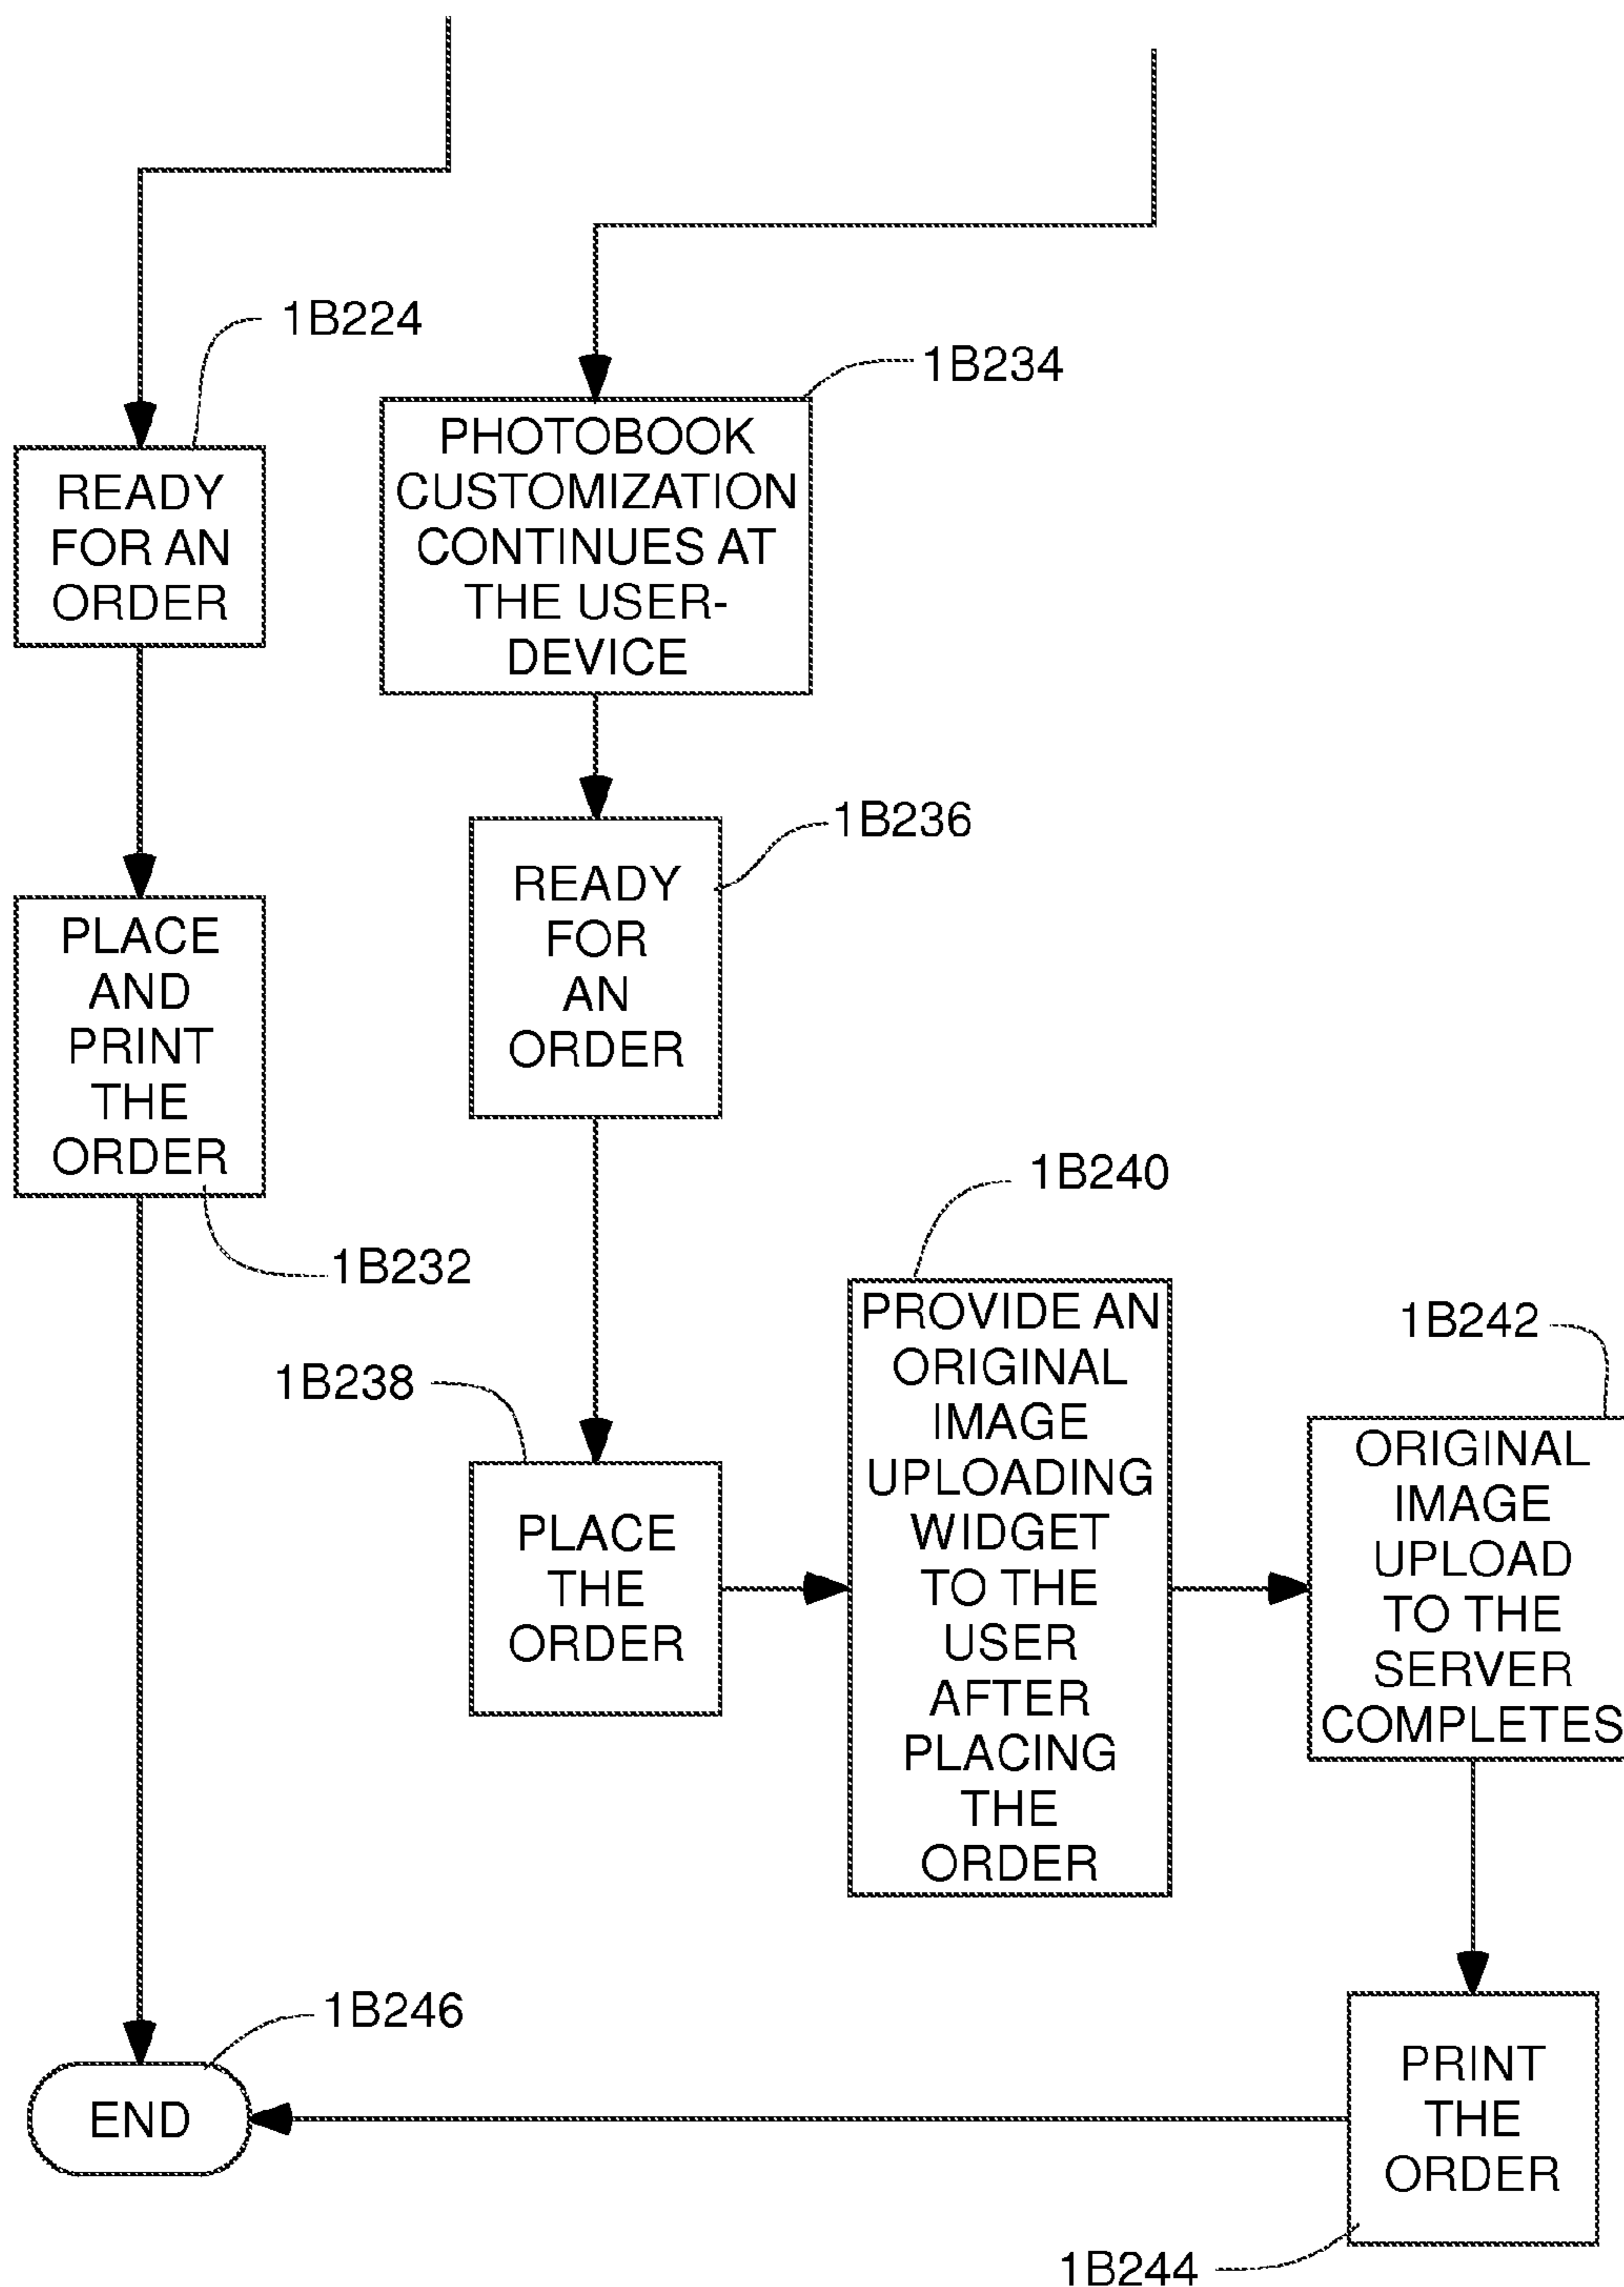 1B224
READY
FOR AN
ORDER
1B234
PHOTOBOOK
CUSTOMIZATION
CONTINUES AT
THE USER-
DEVICE
1B236
READY
FOR
AN
ORDER
PLACE
AND
PRINT
THE
ORDER
1B232
1B238
PLACE
THE
ORDER
1B240
PROVIDE AN
ORIGINAL
IMAGE
UPLOADING
WIDGET
TO THE
USER
AFTER
PLACING
THE
ORDER
1B242
ORIGINAL
IMAGE
UPLOAD
TO THE
SERVER
COMPLETES
1B246
END
PRINT
THE
ORDER
1B244